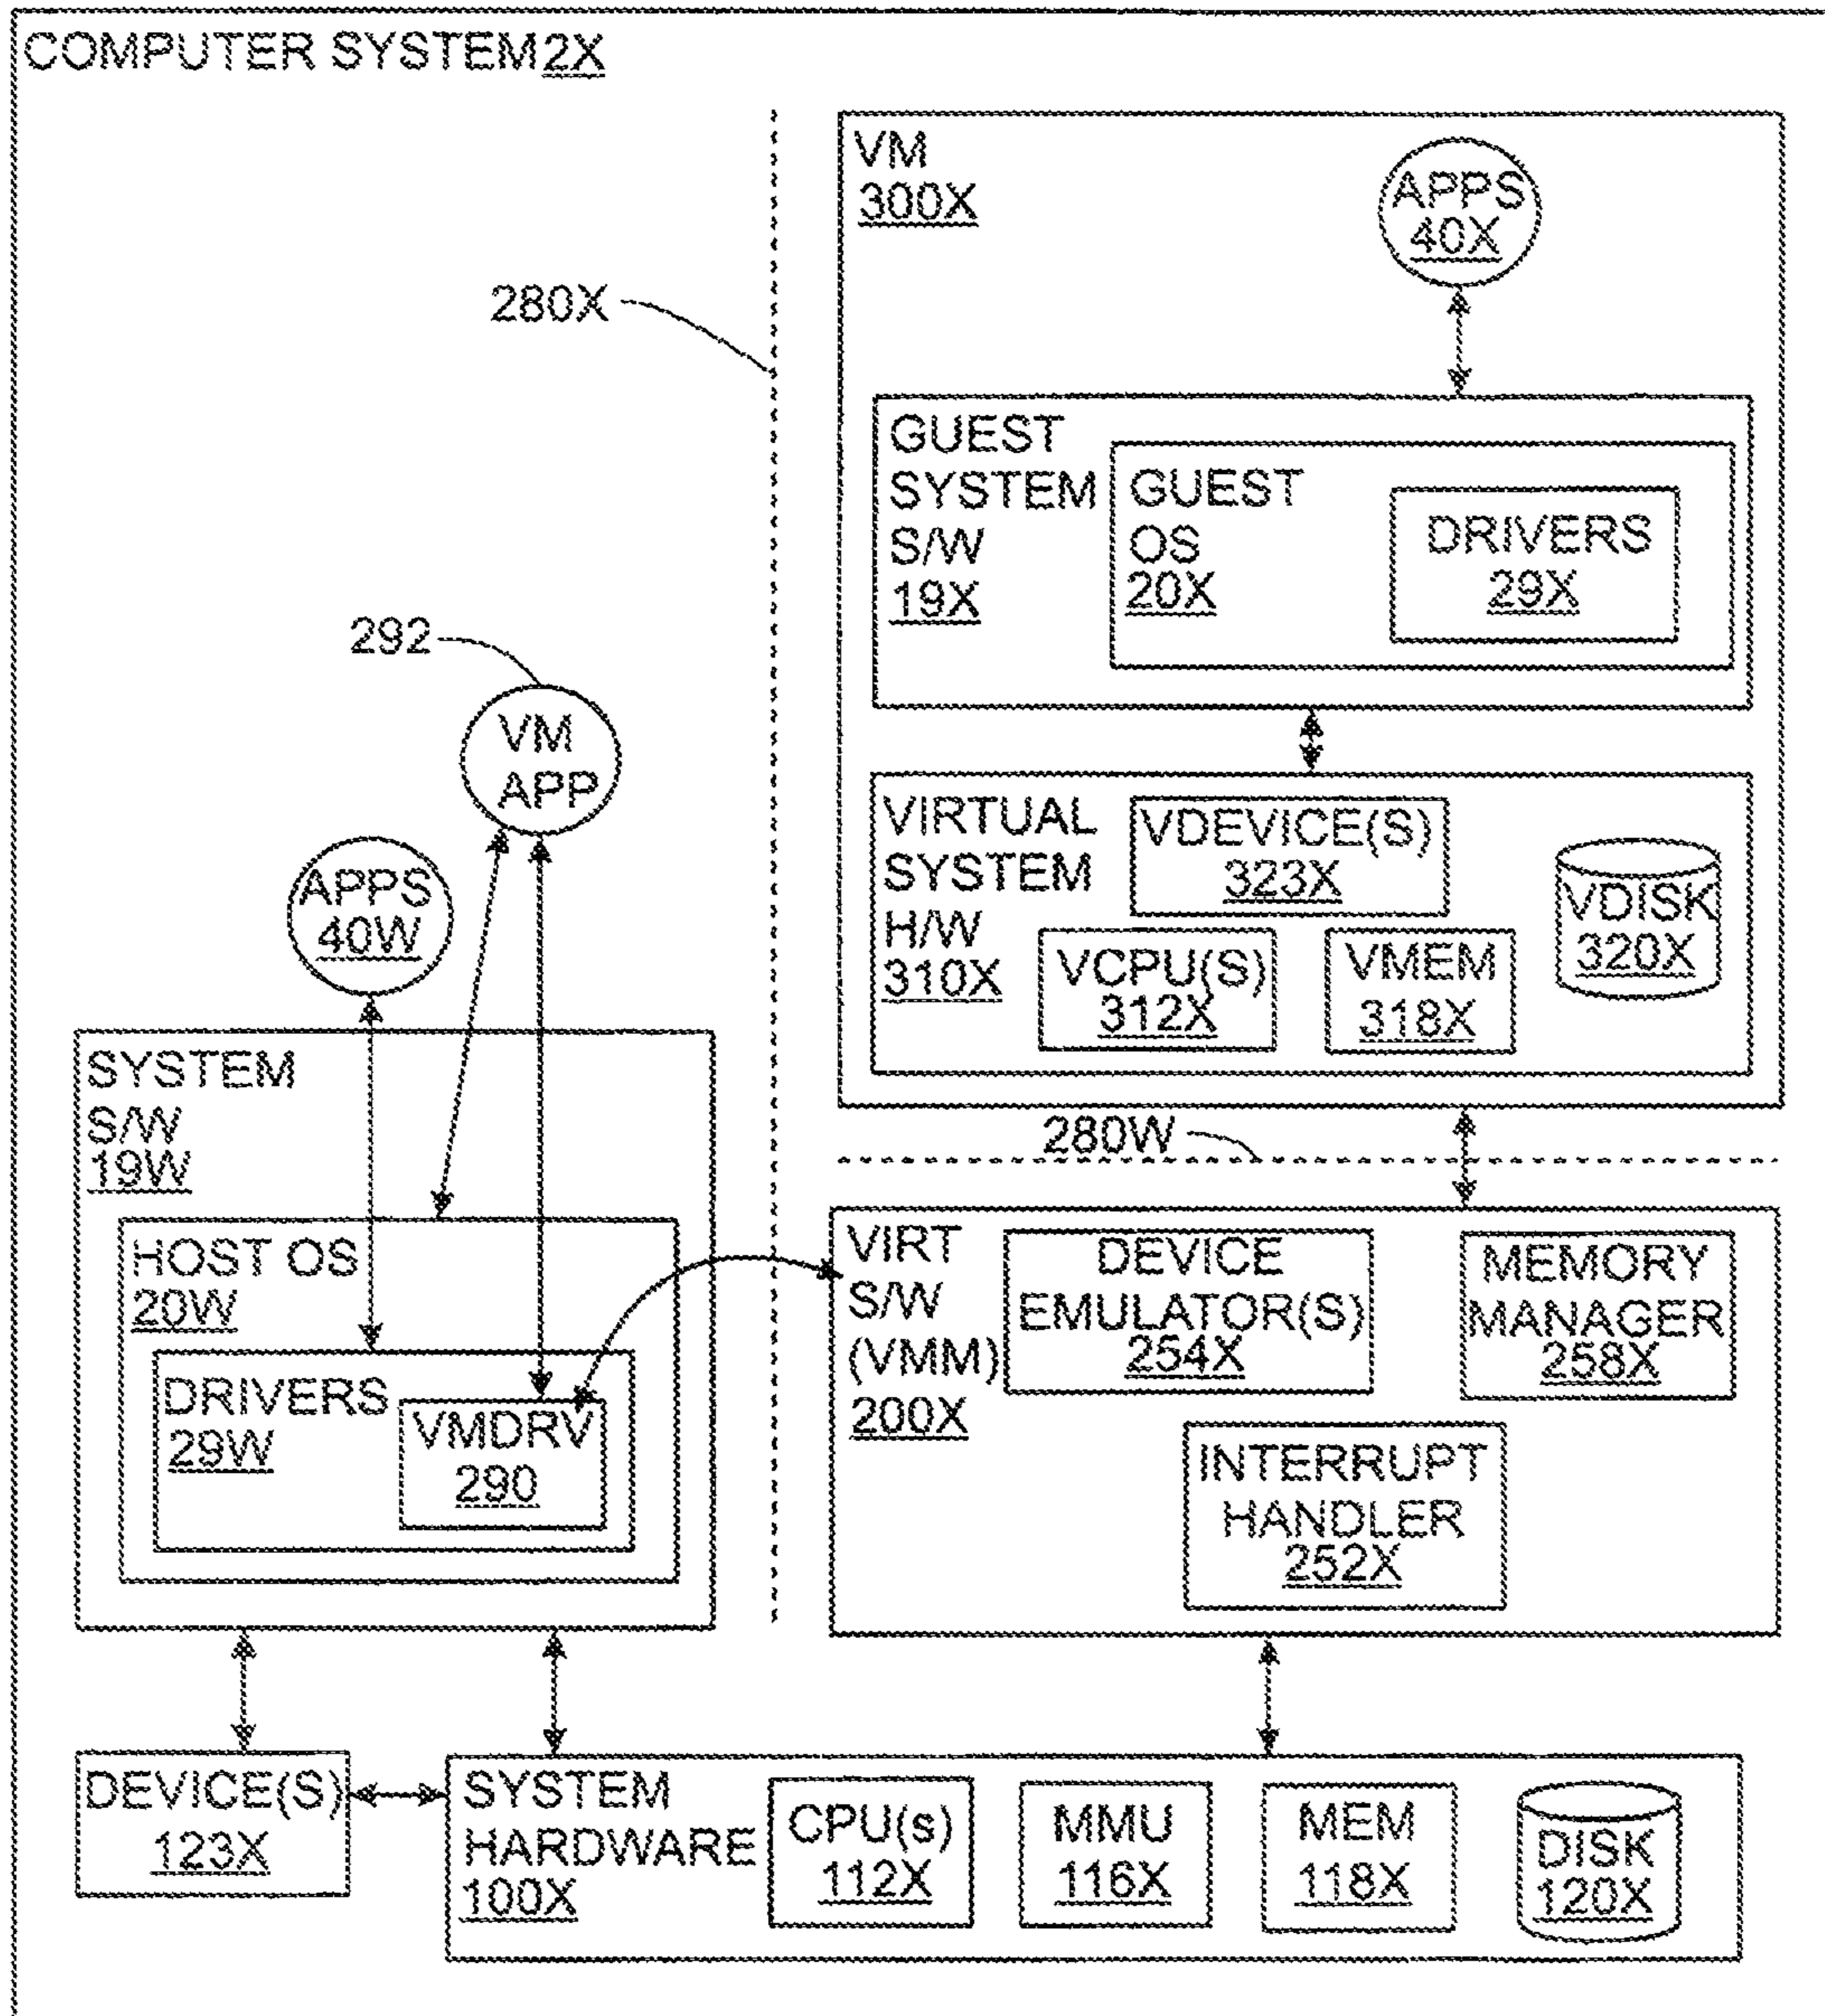 COMPUTER SYSTEM 2X
VM
300X
APPS
40X
280X
GUEST
SYSTEM
S/W
19X
GUEST
OS
20X
DRIVERS
29X
292
VM
APP
VIRTUAL
SYSTEM
H/W
310X
VDEVICE(S)
323X
VCPU(S)
312X
VMEM
318X
VDISK
320X
APPS
40W
SYSTEM
S/W
19W
280W
HOST OS
20W
DRIVERS
29W
VMDRV
290
VIRT
S/W
(VMM)
200X
DEVICE
EMULATOR(S)
254X
MEMORY
MANAGER
258X
INTERRUPT
HANDLER
252X
DEVICE(S)
123X
SYSTEM
HARDWARE
100X
CPU(s)
112X
MMU
116X
MEM
118X
DISK
120X